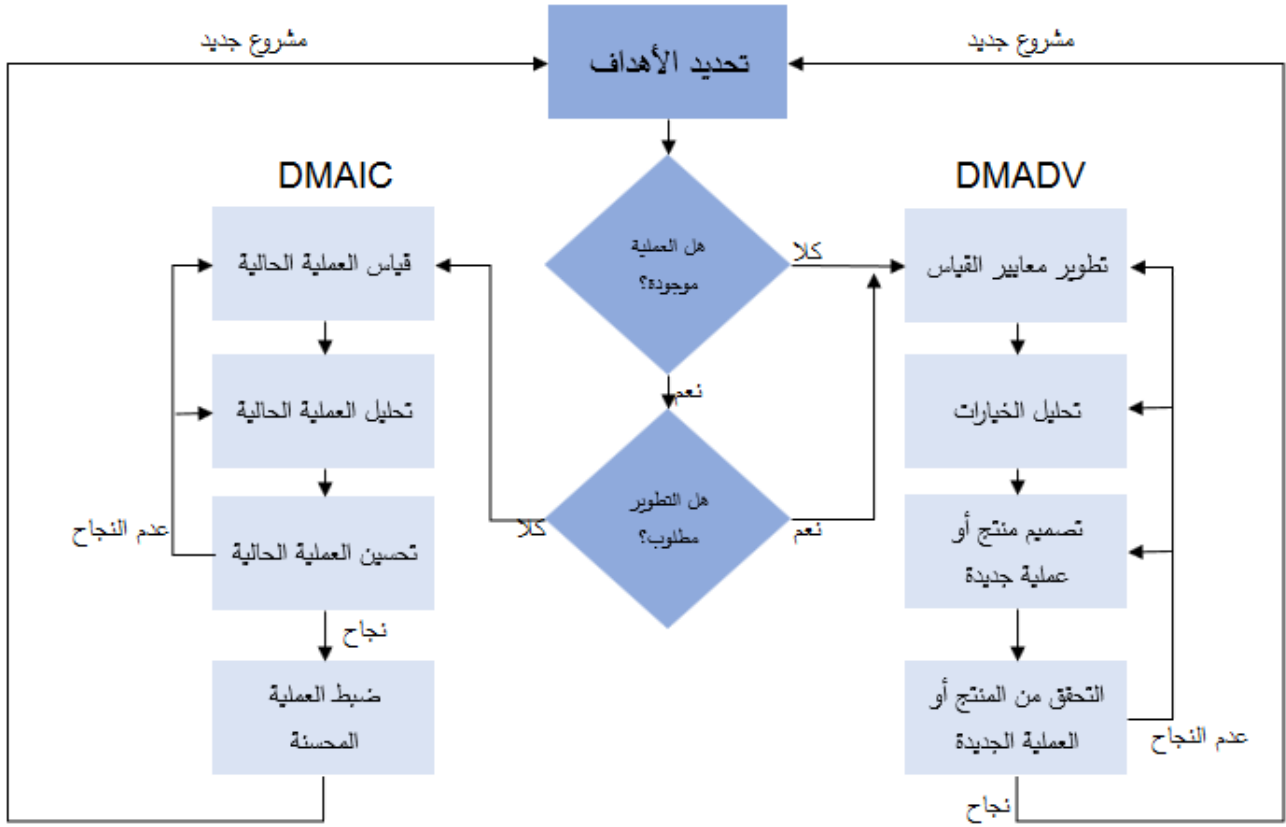 مشروع جديد
تحديد الأهداف
مشروع جديد
DMAIC
DMADV
هل العملية
موجودة؟
كلا
نعم
هل التطوير
مطلوب؟
كلا
نعم
قياس العملية الحالية
تحليل العملية الحالية
تحسين العملية الحالية
عدم النجاح
نجاح
ضبط العملية
المحسنة
تطوير معايير القياس
تحليل الخيارات
تصميم منتج أو
عملية جديدة
التحقق من المنتج أو
العملية الجديدة
عدم النجاح
نجاح